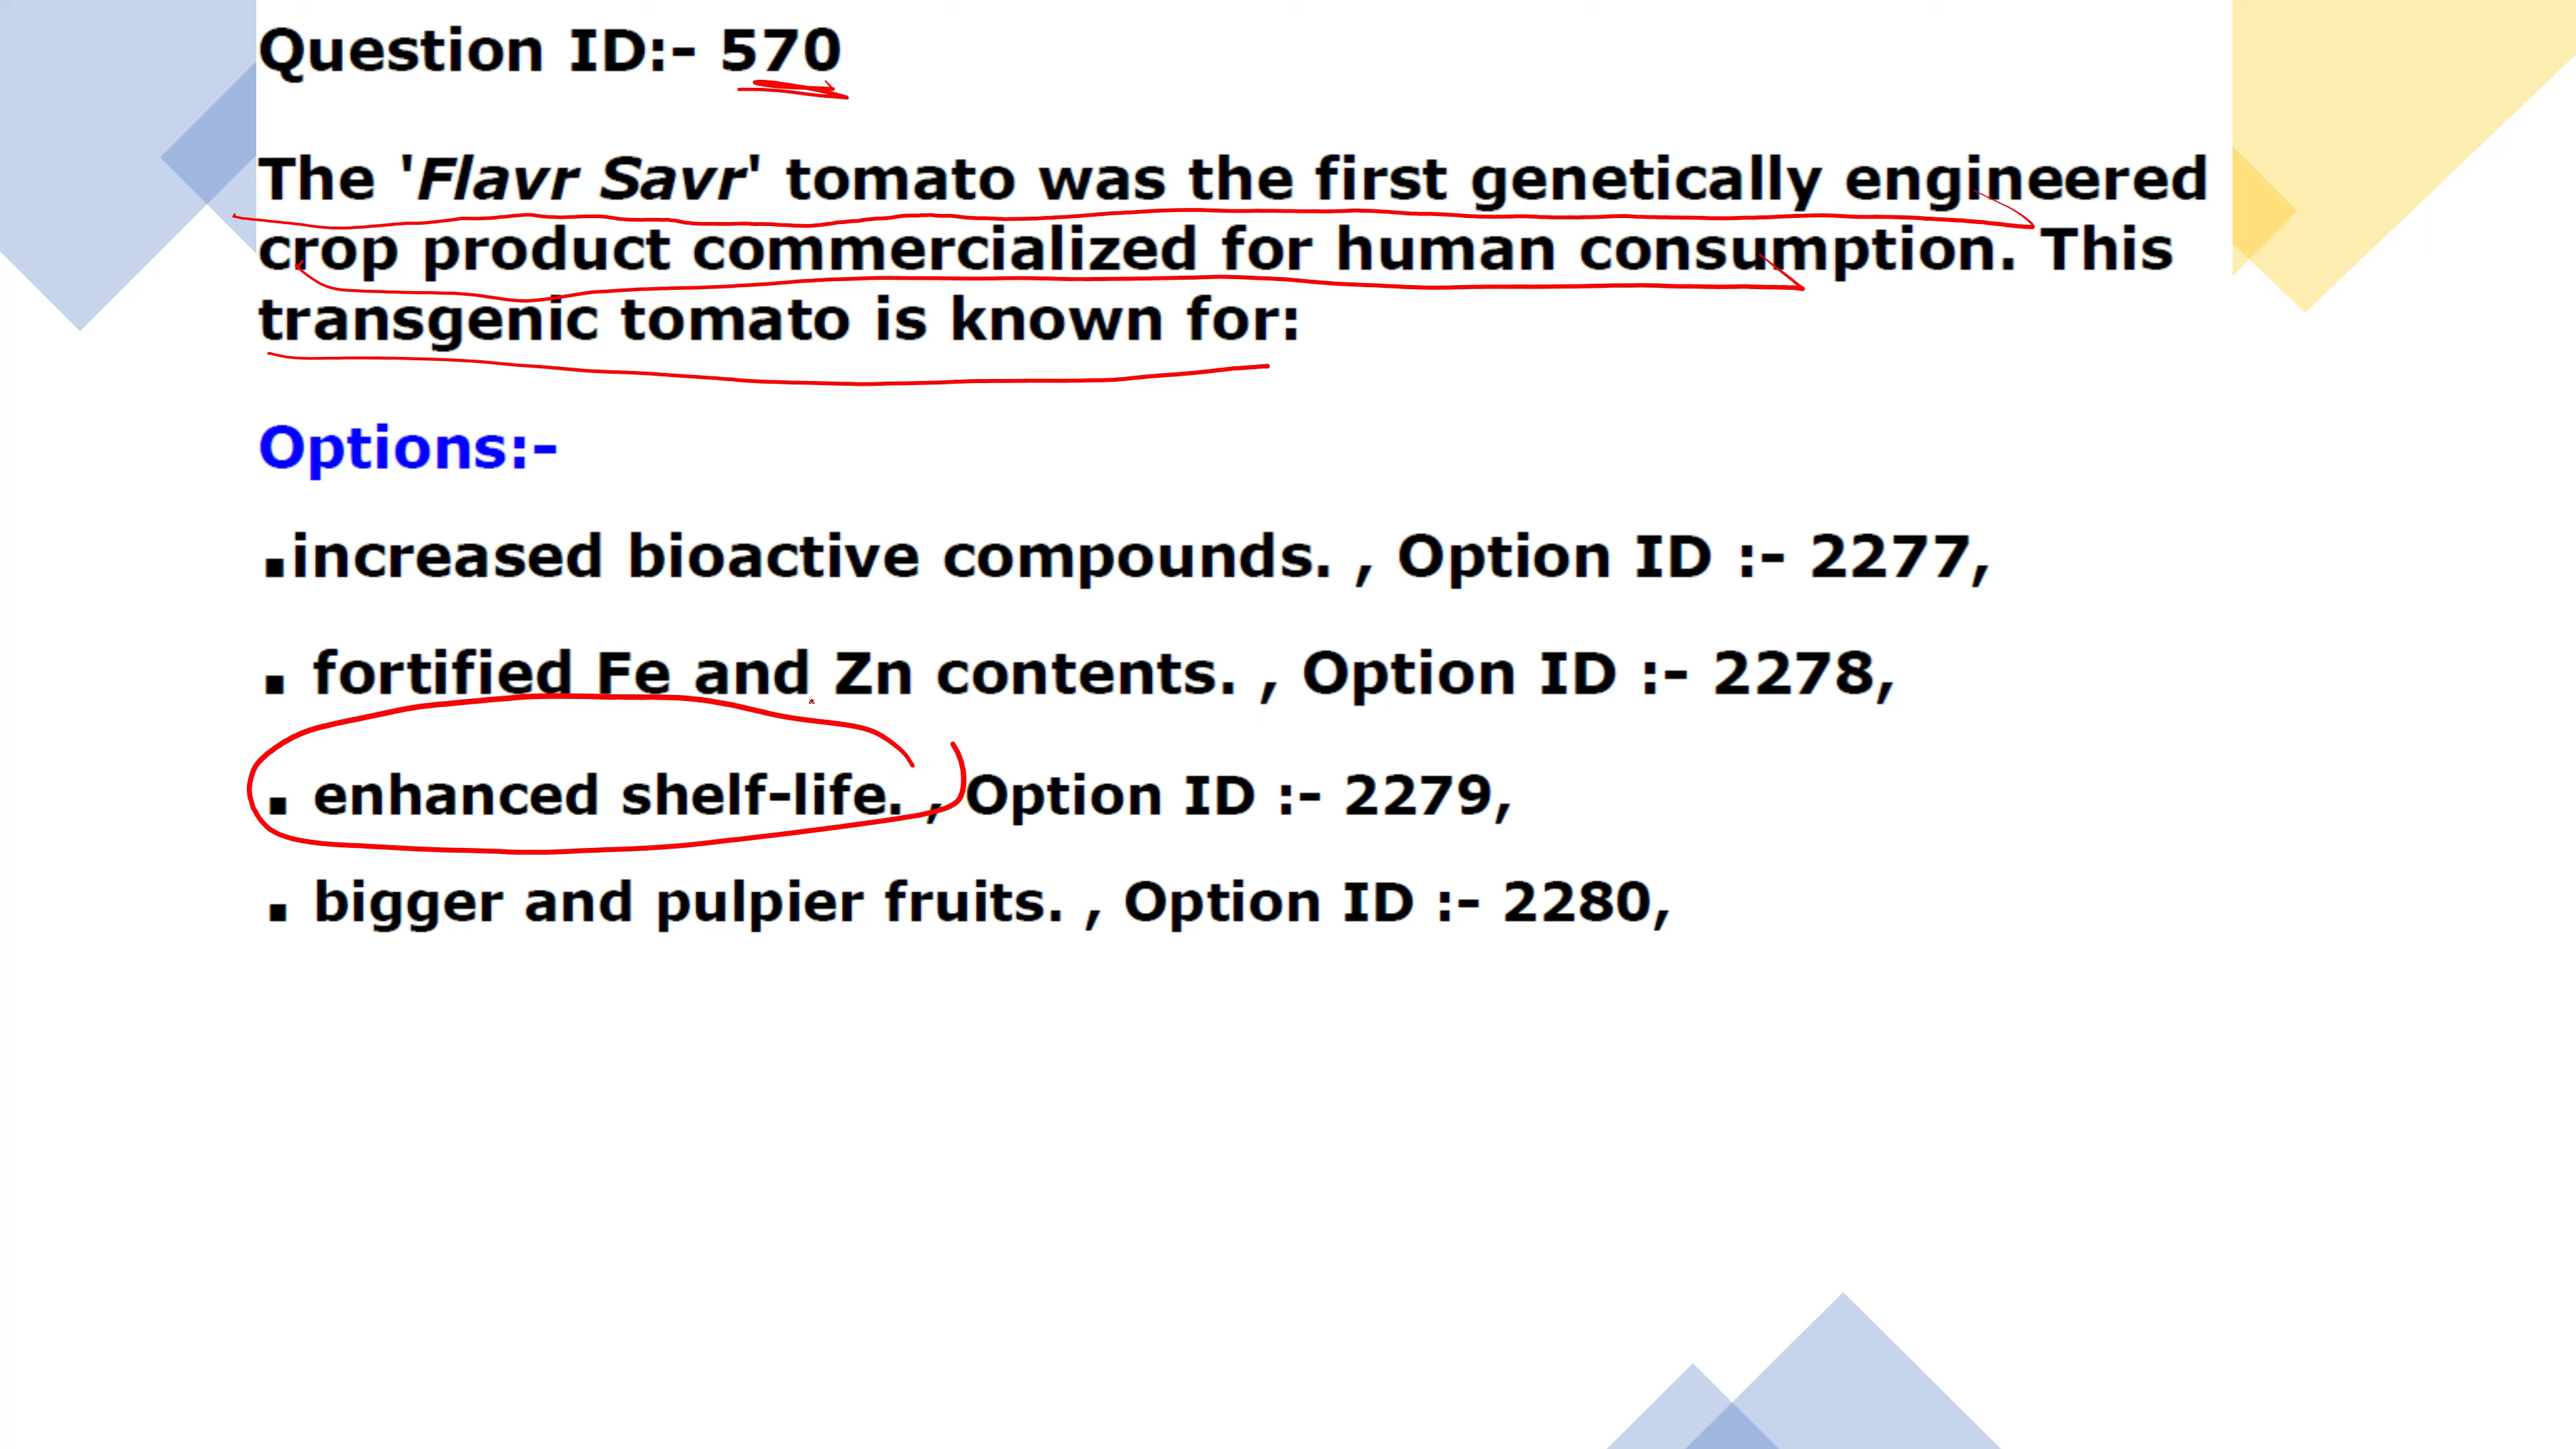 Question ID:- 570
The 'Flavr Savr' tomato was the first genetically engineered
crop product commercialized for human consumption. This
transgenic tomato is known for:
Options:-
▪increased bioactive compounds. , Option ID :- 2277,
▪ fortified Fe and Zn contents. , Option ID :- 2278,
▪ enhanced shelf-life. , Option ID :- 2279,
▪ bigger and pulpier fruits. , Option ID :- 2280,